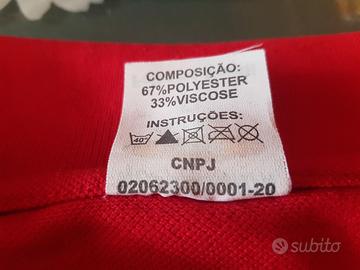 COMPOSIÇÃO:
67%POLYESTER
33%VISCOSE
INSTRUÇÕES:
40°
CNPJ
02062300/0001-20
subito